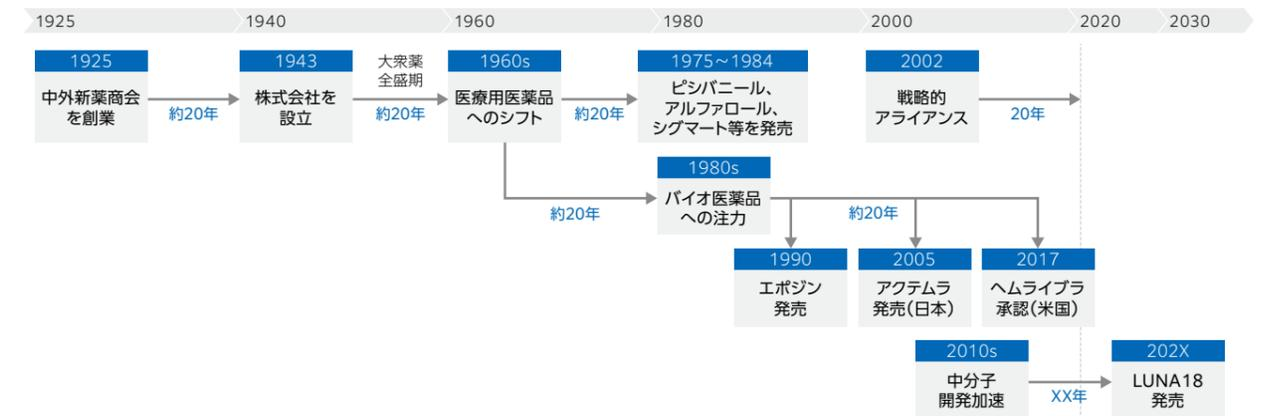 1925
1940
1960
1980
2000
2020
2030
1925
中外新薬商会
を創業
約20年
1943
株式会社を
設立
大衆薬
全盛期
約20年
1960s
医療用医薬品
へのシフト
約20年
1975~1984
ピシバニール、
アルファロール、
シグマート等を発売
2002
戦略的
アライアンス
20年
約20年
1980s
バイオ医薬品
への注力
約20年
1990
エポジン
発売
2005
アクテムラ
発売(日本)
2017
ヘムライブラ
承認(米国)
2010s
中分子
開発加速
XX年
202X
LUNA18
発売